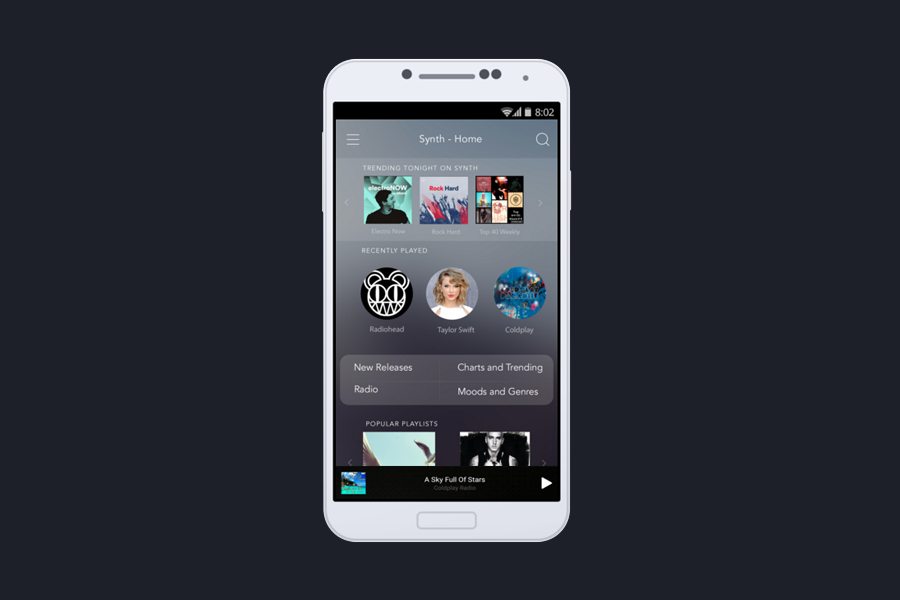 8:02
Synth - Home
TRENDING TONIGHT ON SYNTH
electroNOW
Rock Hard
Electro Now
Rock Hard
Top 40 Weekly
RECENTLY PLAYED
Radiohead
Taylor Swift
Coldplay
New Releases
Charts and Trending
Radio
Moods and Genres
POPULAR PLAYLISTS
A Sky Full Of Stars
Coldplay Radio